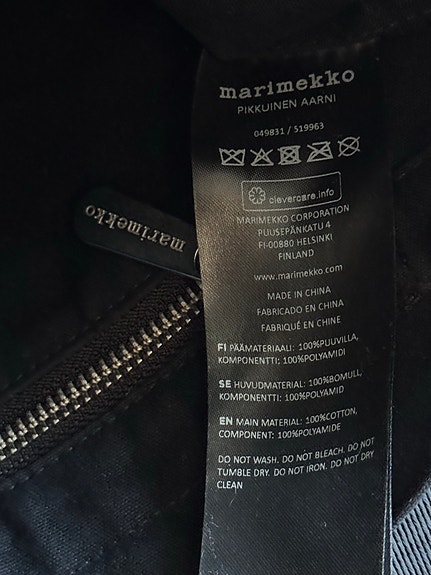 marimekko
PIKKUINEN AARNI
049831 / 519963
clevercare.info
MARIMEKKO CORPORATION
PUUSEPÄNKATU 4
FI-00880 HELSINKI
FINLAND
www.marimekko.com
MADE IN CHINA
FABRICADO EN CHINA
FABRIQUÉ EN CHINE
FI PÄÄMATERIAALI: 100%PUUVILLA,
KOMPONENTTI: 100%POLYAMIDI
SE HUVUDMATERIAL: 100%BOMULL,
KOMPONTTI: 100%POLYAMID
EN MAIN MATERIAL: 100%COTTON,
COMPONENT: 100%POLYAMIDE
DO NOT WASH. DO NOT BLEACH. DO NOT
TUMBLE DRY. DO NOT IRON. DO NOT DRY
CLEAN
marimekko